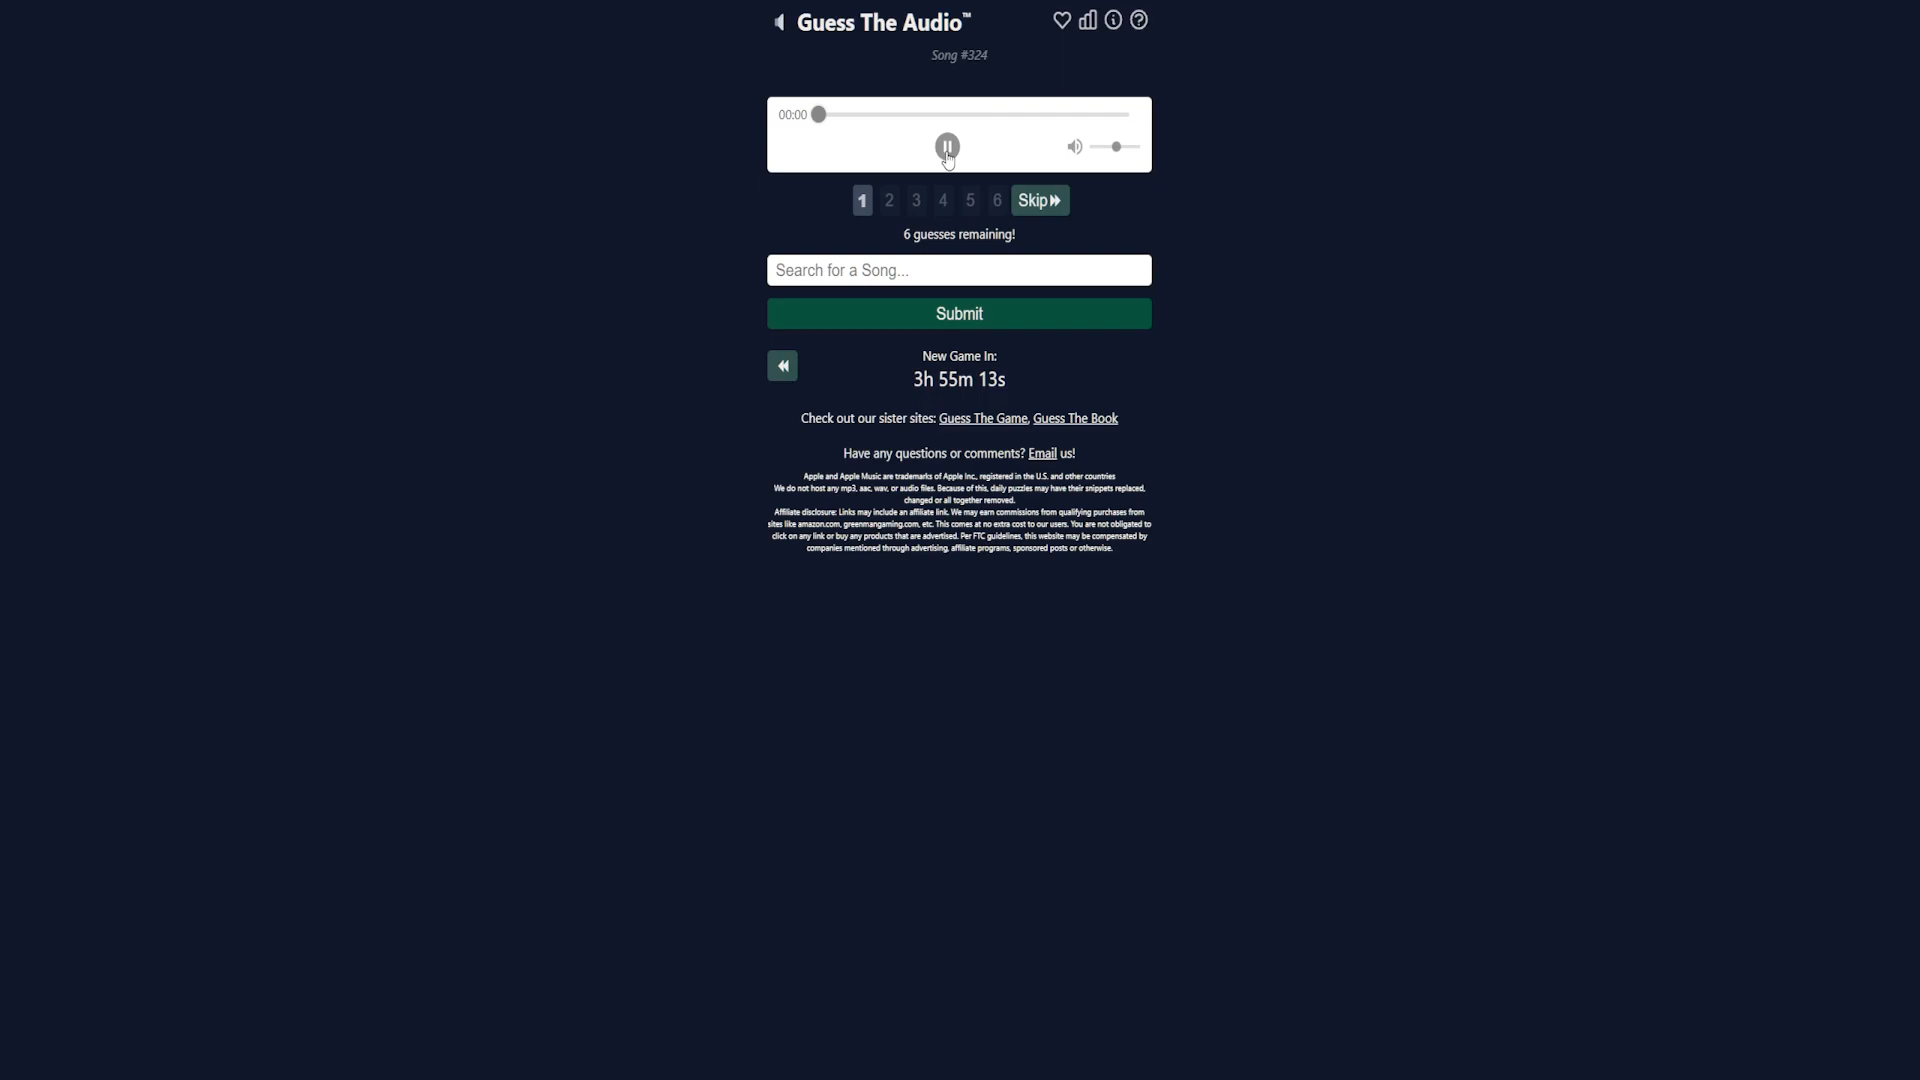 Guess The Audio™
Song #324
00:00
1 2 3 4 5 6 Skip
6 guesses remaining!
Search for a Song...
Submit
New Game In:
3h 55m 13s
Check out our sister sites: Guess The Game, Guess The Book
Have any questions or comments? Email us!
Apple and Apple Music are trademarks of Apple Inc., registered in the U.S. and other countries
We do not host any mp3, aac, wav, or audio files. Because of this, daily puzzles may have their snippets replaced,
changed or all together removed.
Affiliate disclosure: Links may include an affiliate link. We may earn commissions from qualifying purchases from
sites like amazon.com, greenmangaming.com, etc. This comes at no extra cost to our users. You are not obligated to
click on any link or buy any products that are advertised. Per FTC guidelines, this website may be compensated by
companies mentioned through advertising, affiliate programs, sponsored posts or otherwise.